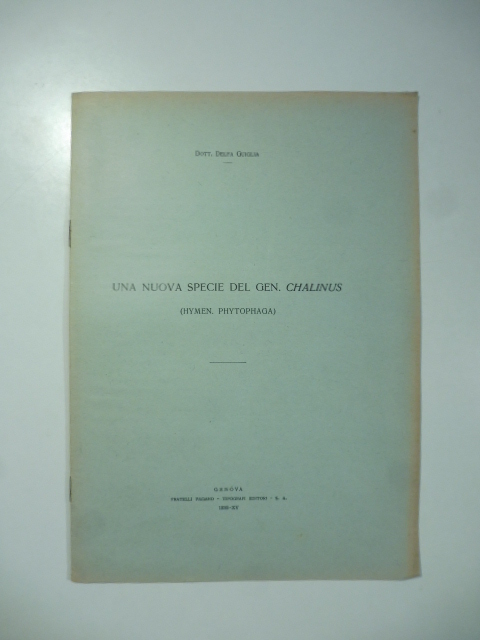 Dott. Delfa Guiglia
UNA NUOVA SPECIE DEL GEN. CHALINUS
(HYMEN. PHYTOPHAGA)
GENOVA
FRATELLI PAGANO - TIPOGRAFI EDITORI - S. A.